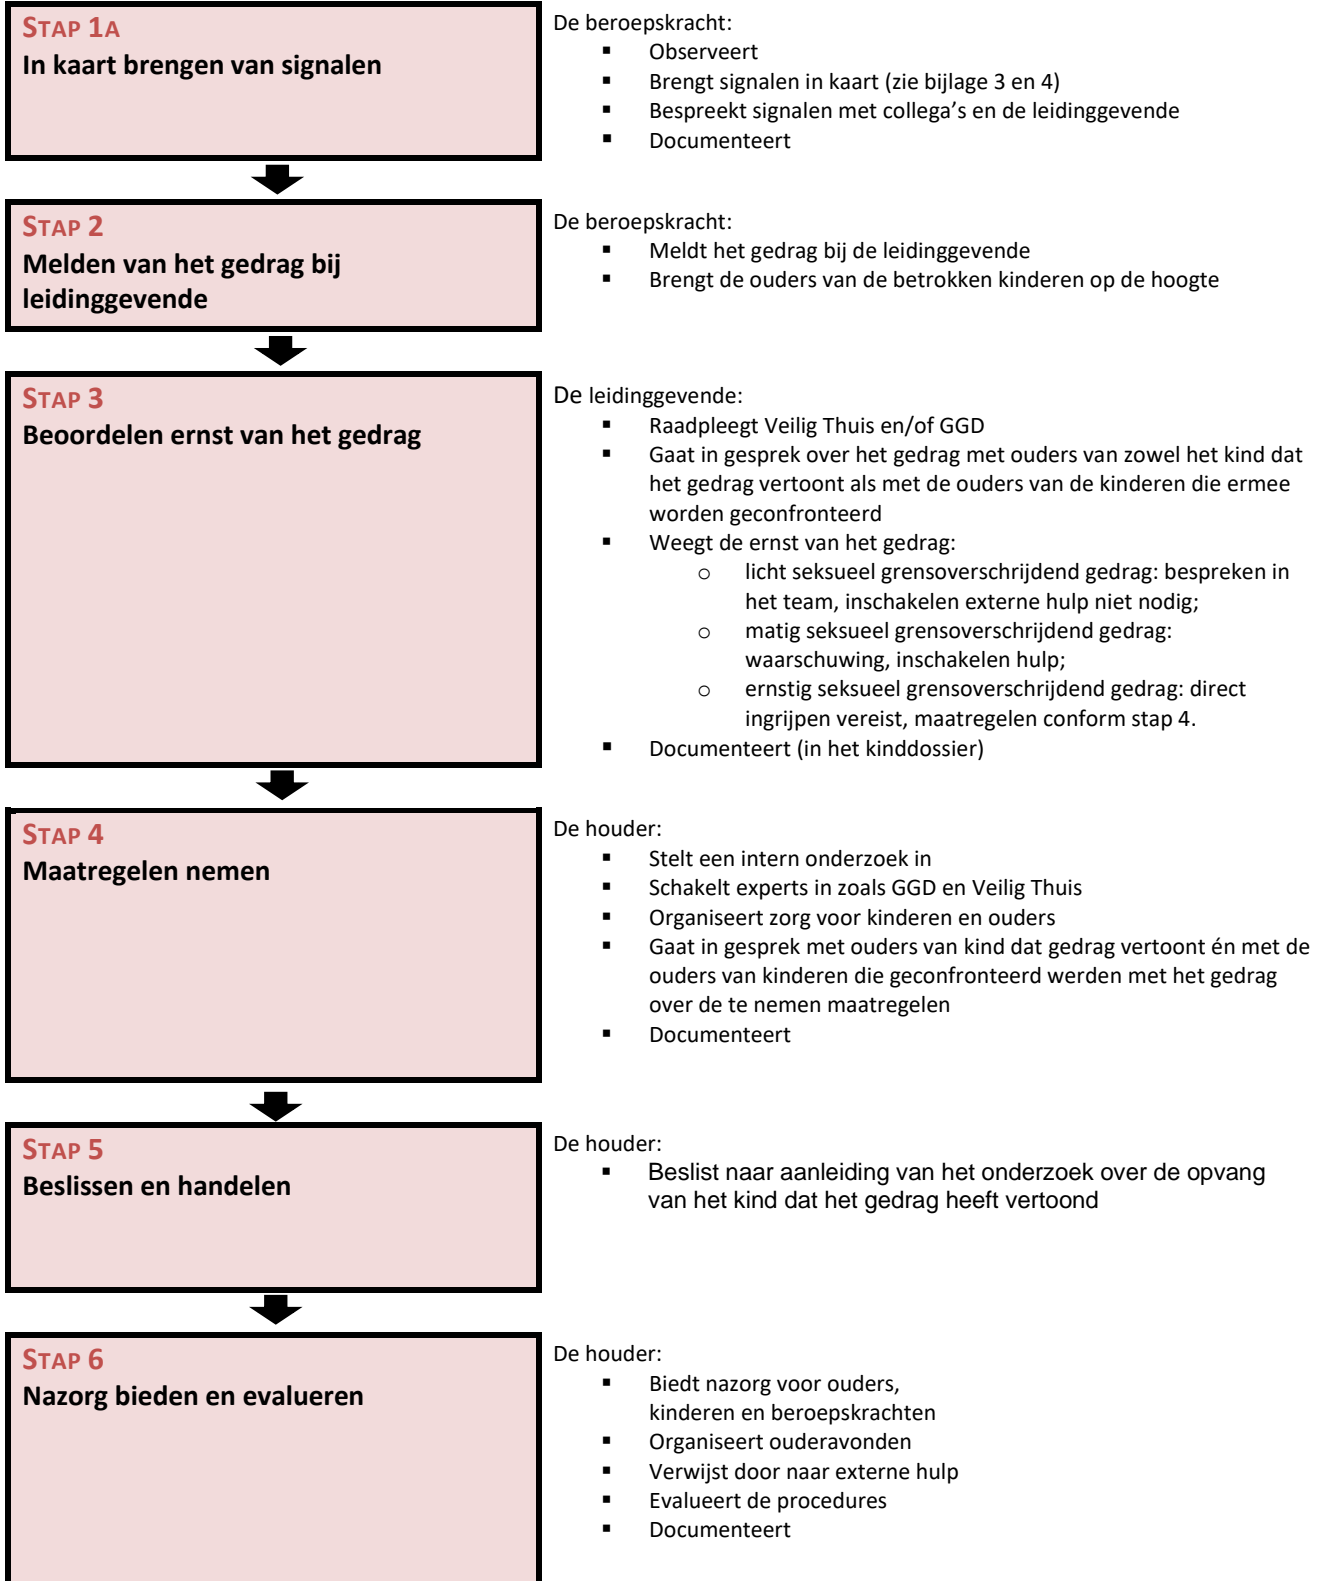 STAP 1A
In kaart brengen van signalen
De beroepskracht:
▪ Observeert
▪ Brengt signalen in kaart (zie bijlage 3 en 4)
▪ Bespreekt signalen met collega's en de leidinggevende
▪ Documenteert
STAP 2
Melden van het gedrag bij
leidinggevende
De beroepskracht:
▪ Meldt het gedrag bij de leidinggevende
▪ Brengt de ouders van de betrokken kinderen op de hoogte
STAP 3
Beoordelen ernst van het gedrag
De leidinggevende:
▪ Raadpleegt Veilig Thuis en/of GGD
▪ Gaat in gesprek over het gedrag met ouders van zowel het kind dat
het gedrag vertoont als met de ouders van de kinderen die ermee
worden geconfronteerd
▪ Weegt de ernst van het gedrag:
o licht seksueel grensoverschrijdend gedrag: bespreken in
het team, inschakelen externe hulp niet nodig;
o matig seksueel grensoverschrijdend gedrag:
waarschuwing, inschakelen hulp;
o ernstig seksueel grensoverschrijdend gedrag: direct
ingrijpen vereist, maatregelen conform stap 4.
▪ Documenteert (in het kinddossier)
STAP 4
Maatregelen nemen
De houder:
▪ Stelt een intern onderzoek in
▪ Schakelt experts in zoals GGD en Veilig Thuis
▪ Organiseert zorg voor kinderen en ouders
▪ Gaat in gesprek met ouders van kind dat gedrag vertoont én met de
ouders van kinderen die geconfronteerd werden met het gedrag
over de te nemen maatregelen
▪ Documenteert
STAP 5
Beslissen en handelen
De houder:
▪ Beslist naar aanleiding van het onderzoek over de opvang
van het kind dat het gedrag heeft vertoond
STAP 6
Nazorg bieden en evalueren
De houder:
▪ Biedt nazorg voor ouders,
kinderen en beroepskrachten
▪ Organiseert ouderavonden
▪ Verwijst door naar externe hulp
▪ Evalueert de procedures
▪ Documenteert